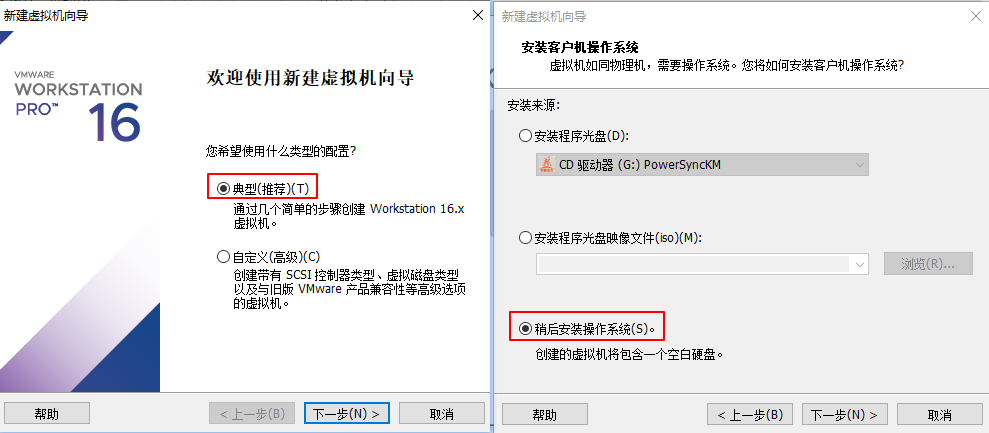 新建虚拟机向导
VMWARE
WORKSTATION
PRO™ 16
欢迎使用新建虚拟机向导
您希望使用什么类型的配置?
典型(推荐)(T)
通过几个简单的步骤创建 Workstation 16.x
虚拟机。
自定义(高级)(C)
创建带有 SCSI 控制器类型、虚拟磁盘类型
以及与旧版 VMware 产品兼容性等高级选项
的虚拟机。
帮助
< 上一步(B)
下一步(N) >
取消
新建虚拟机向导
安装客户机操作系统
虚拟机如同物理机，需要操作系统。您将如何安装客户机操作系统?
安装来源:
安装程序光盘(D):
CD 驱动器 (G:) PowerSyncKM
安装程序光盘映像文件(iso)(M):
浏览(R)...
稍后安装操作系统(S)。
创建的虚拟机将包含一个空白硬盘。
帮助
< 上一步(B)
下一步(N) >
取消